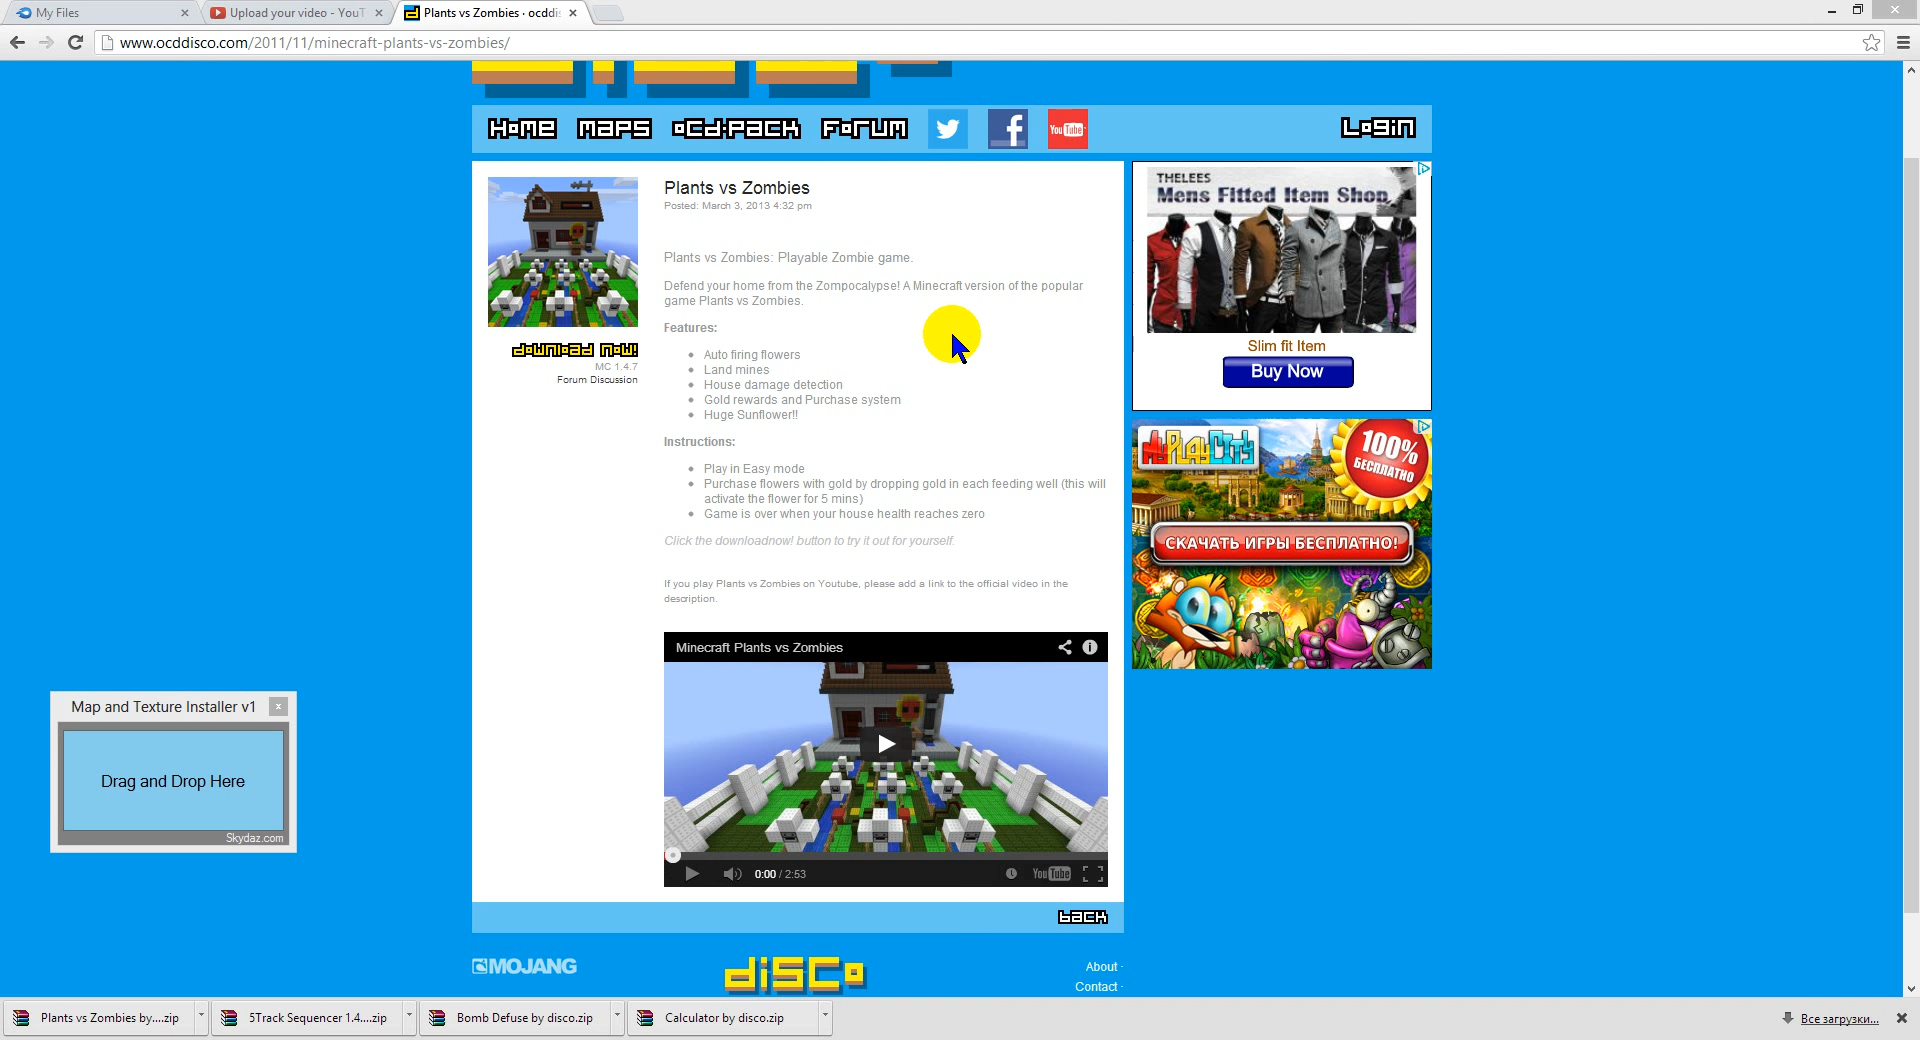 My Files
Upload your video - YouT
Plants vs Zombies · ocddis
www.ocddisco.com/2011/11/minecraft-plants-vs-zombies/
Home
maps
ocd:pack
forum
You Tube
Login
Plants vs Zombies
Posted: March 3, 2013 4:32 pm
Plants vs Zombies: Playable Zombie game.
Defend your home from the Zompocalypse! A Minecraft version of the popular
game Plants vs Zombies.
Features:
Auto firing flowers
Land mines
House damage detection
Gold rewards and Purchase system
Huge Sunflower!!
Instructions:
Play in Easy mode
Purchase flowers with gold by dropping gold in each feeding well (this will
activate the flower for 5 mins)
Game is over when your house health reaches zero
Click the downloadnow! button to try it out for yourself.
If you play Plants vs Zombies on Youtube, please add a link to the official video in the
description.
download now!
MC 1.4.7
Forum Discussion
Minecraft Plants vs Zombies
0:00 / 2:53
YouTube
back
THELEES
Mens Fitted Item Shop
Slim fit Item
Buy Now
MYPLAYCITY
100%
БЕСПЛАТНО
СКАЧАТЬ ИГРЫ БЕСПЛАТНО!
Map and Texture Installer v1
x
Drag and Drop Here
Skydaz.com
MOJANG
disco
About ·
Contact ·
Plants vs Zombies by....zip
5Track Sequencer 1.4....zip
Bomb Defuse by disco.zip
Calculator by disco.zip
Все загрузки...